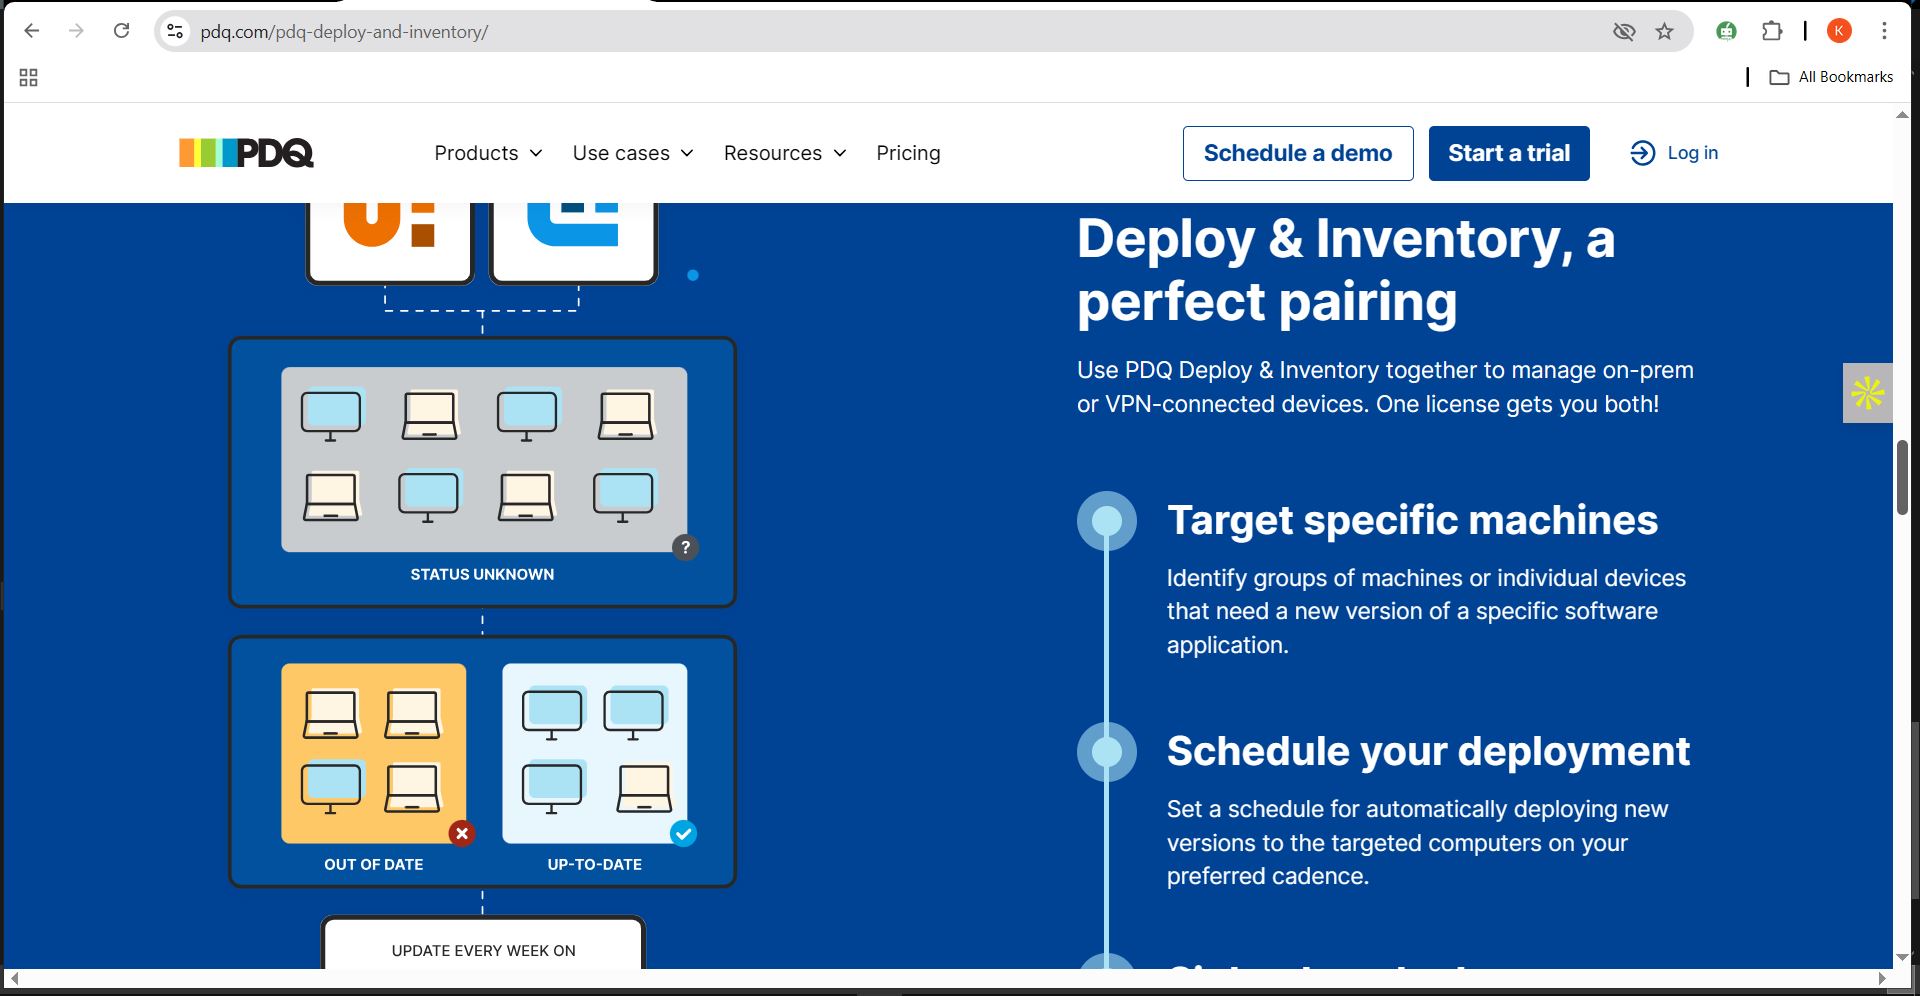 pdq.com/pdq-deploy-and-inventory/
K
All Bookmarks
PDQ
Products
Use cases
Resources
Pricing
Schedule a demo
Start a trial
Log in
STATUS UNKNOWN
?
OUT OF DATE
UP-TO-DATE
UPDATE EVERY WEEK ON
Deploy & Inventory, a
perfect pairing
Use PDQ Deploy & Inventory together to manage on-prem
or VPN-connected devices. One license gets you both!
Target specific machines
Identify groups of machines or individual devices
that need a new version of a specific software
application.
Schedule your deployment
Set a schedule for automatically deploying new
versions to the targeted computers on your
preferred cadence.